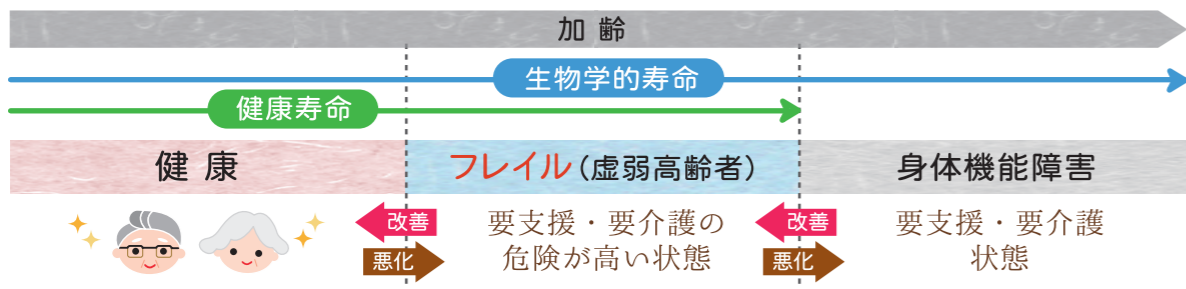 加齢
生物学的寿命
健康寿命
健康
フレイル(虚弱高齢者)
身体機能障害
改善
悪化
要支援・要介護の
危険が高い状態
改善
悪化
要支援・要介護
状態